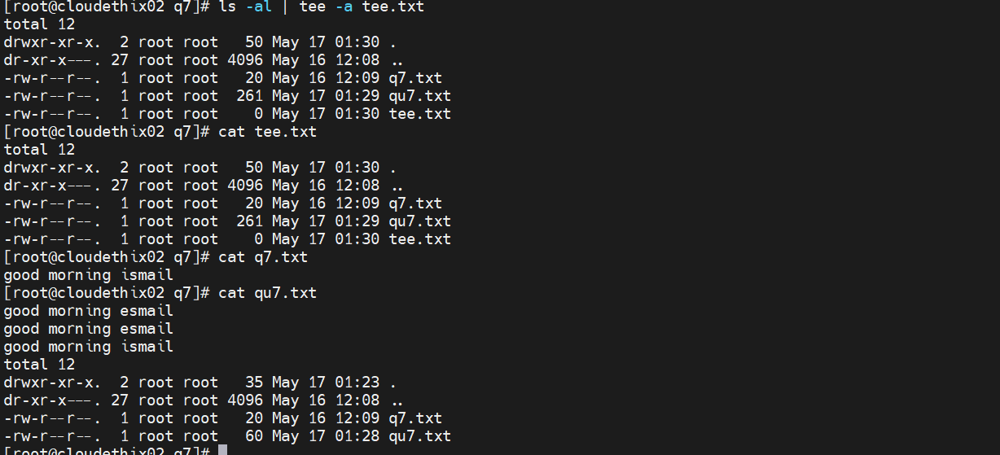 [root@cloudethix02 q7]# ls -al | tee -a tee.txt
total 12
drwxr-xr-x.  2 root root   50 May 17 01:30 .
dr-xr-x---. 27 root root 4096 May 16 12:08 ..
-rw-r--r--.  1 root root   20 May 16 12:09 q7.txt
-rw-r--r--.  1 root root  261 May 17 01:29 qu7.txt
-rw-r--r--.  1 root root    0 May 17 01:30 tee.txt
[root@cloudethix02 q7]# cat tee.txt
total 12
drwxr-xr-x.  2 root root   50 May 17 01:30 .
dr-xr-x---. 27 root root 4096 May 16 12:08 ..
-rw-r--r--.  1 root root   20 May 16 12:09 q7.txt
-rw-r--r--.  1 root root  261 May 17 01:29 qu7.txt
-rw-r--r--.  1 root root    0 May 17 01:30 tee.txt
[root@cloudethix02 q7]# cat q7.txt
good morning ismail
[root@cloudethix02 q7]# cat qu7.txt
good morning esmail
good morning esmail
good morning ismail
total 12
drwxr-xr-x.  2 root root   35 May 17 01:23 .
dr-xr-x---. 27 root root 4096 May 16 12:08 ..
-rw-r--r--.  1 root root   20 May 16 12:09 q7.txt
-rw-r--r--.  1 root root   60 May 17 01:28 qu7.txt
[root@cloudethix02 q7]#